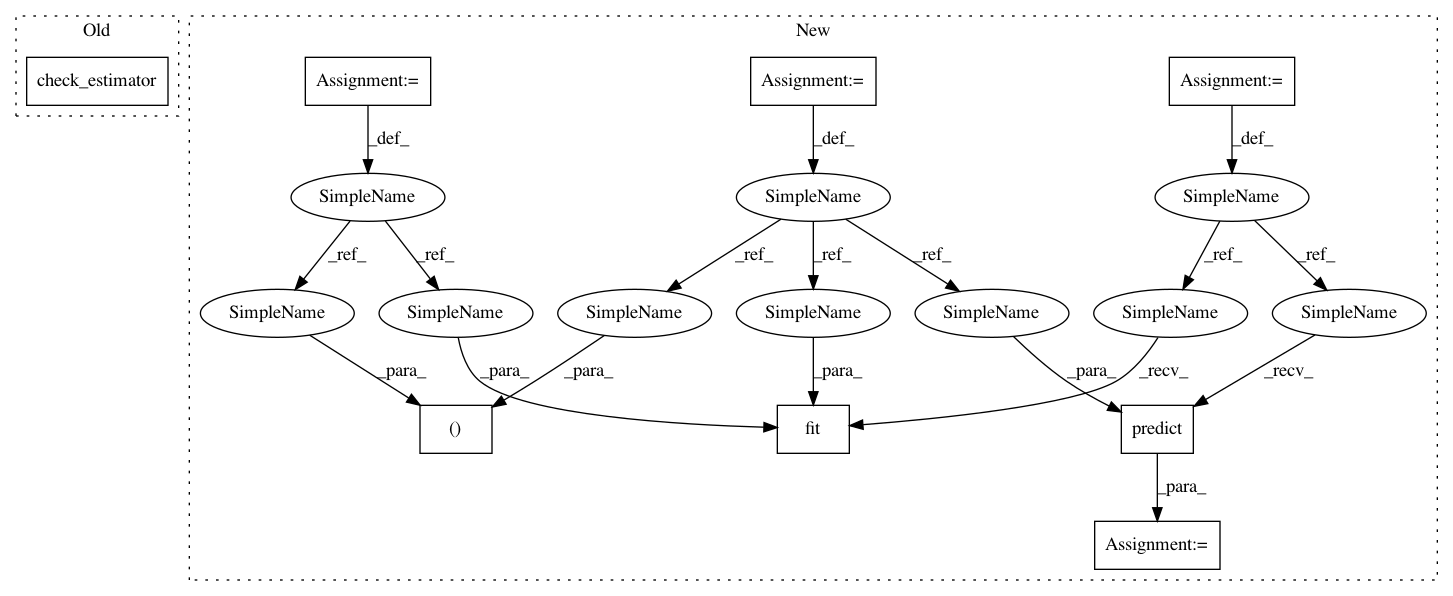 Old
New
check_estimator
Assignment:=
Assignment:=
Assignment:=
_def_
_def_
_def_
SimpleName
SimpleName
SimpleName
_ref_
_ref_
_ref_
_ref_
_ref_
_ref_
_ref_
SimpleName
SimpleName
SimpleName
SimpleName
SimpleName
SimpleName
SimpleName
_para_
_para_
_para_
_para_
_para_
_recv_
_recv_
()
fit
predict
_para_
Assignment:=